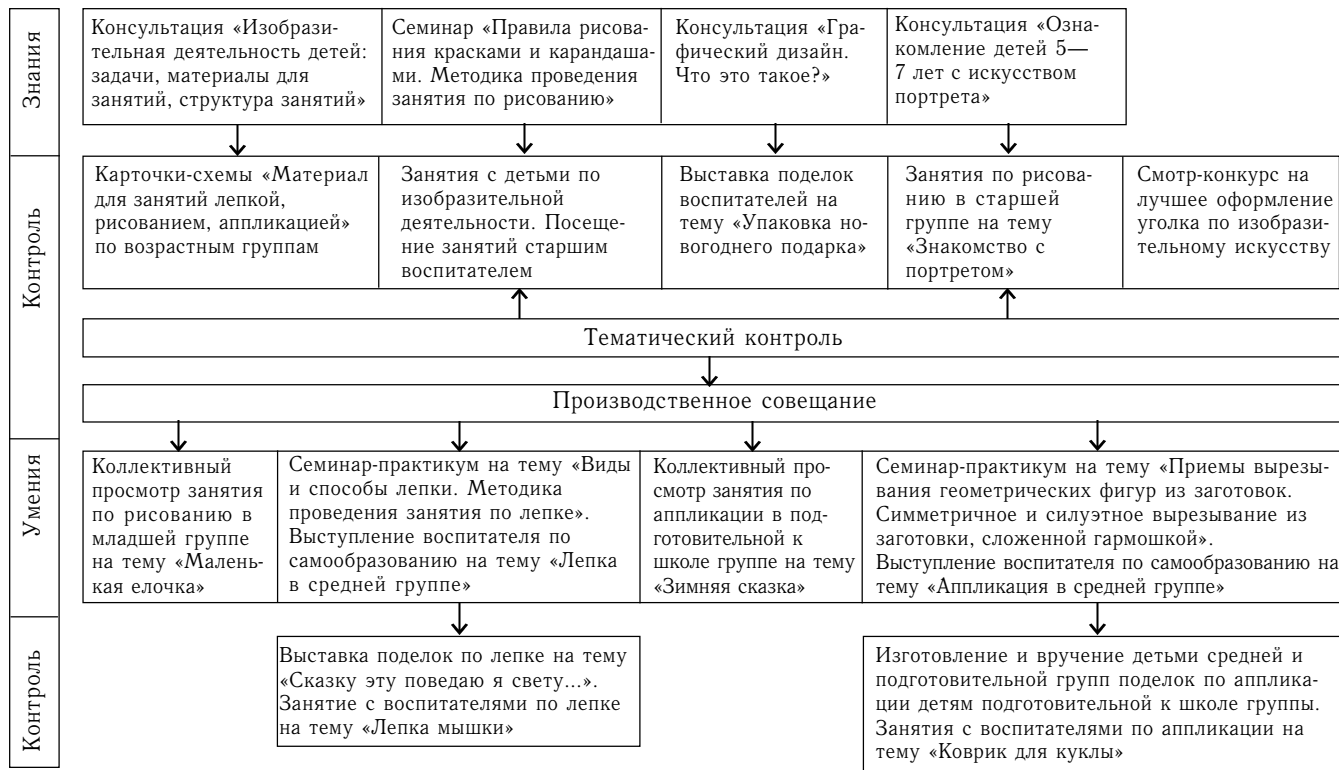 Знания
Консультация «Изобрази-
тельная деятельность детей:
задачи, материалы для
занятий, структура занятий»
Семинар «Правила рисова-
ния красками и карандаша-
ми. Методика проведения
занятия по рисованию»
Консультация «Гра-
фический дизайн.
Что это такое?»
Консультация «Озна-
комление детей 5—
7 лет с искусством
портрета»
Контроль
Карточки-схемы «Материал
для занятий лепкой,
рисованием, аппликацией»
по возрастным группам
Занятия с детьми по
изобразительной
деятельности. Посеще-
ние занятий старшим
воспитателем
Выставка поделок
воспитателей на
тему «Упаковка но-
вогоднего подарка»
Занятия по рисова-
нию в старшей
группе на тему
«Знакомство с
портретом»
Смотр-конкурс на
лучшее оформление
уголка по изобрази-
тельному искусству
Тематический контроль
Производственное совещание
Умения
Коллективный
просмотр занятия
по рисованию в
младшей группе
на тему «Малень-
кая елочка»
Семинар-практикум на тему «Виды
и способы лепки. Методика
проведения занятия по лепке».
Выступление воспитателя по
самообразованию на тему «Лепка
в средней группе»
Коллективный про-
смотр занятия по
аппликации в под-
готовительной к
школе группе на тему
«Зимняя сказка»
Семинар-практикум на тему «Приемы вырезы-
вания геометрических фигур из заготовок.
Симметричное и силуэтное вырезывание из
заготовки, сложенной гармошкой».
Выступление воспитателя по самообразованию на
тему «Аппликация в средней группе»
Контроль
Выставка поделок по лепке на тему
«Сказку эту поведаю я свету...».
Занятие с воспитателями по лепке
на тему «Лепка мышки»
Изготовление и вручение детьми средней и
подготовительной групп поделок по апплика-
ции детям подготовительной к школе группы.
Занятия с воспитателями по аппликации на
тему «Коврик для куклы»